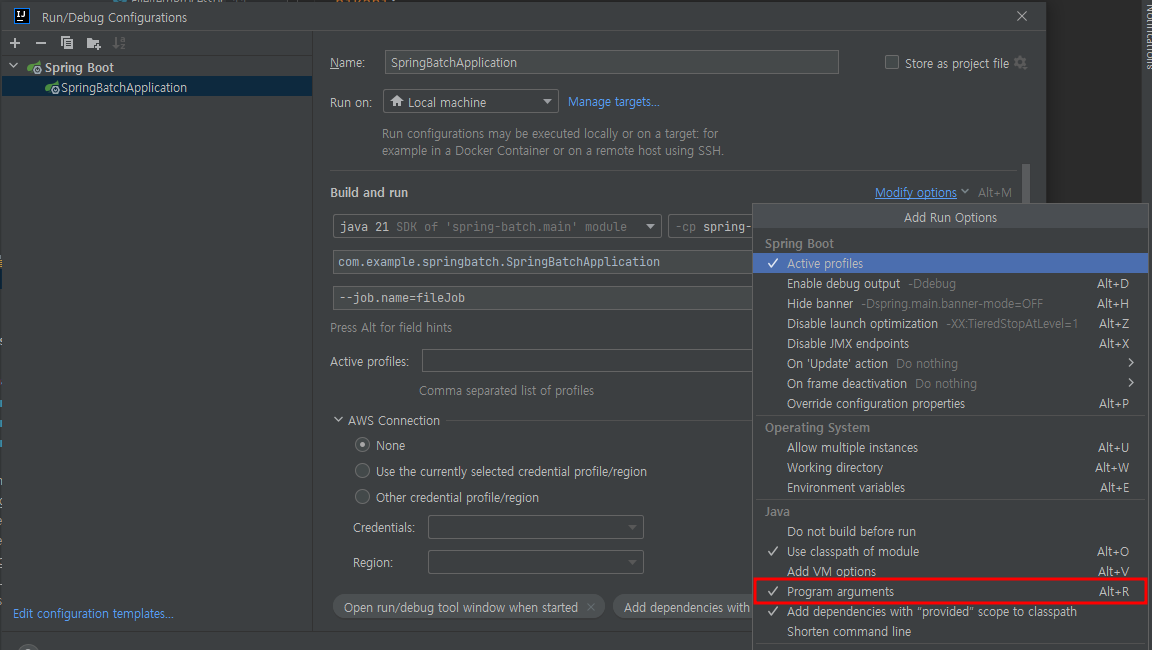 Run/Debug Configurations
Spring Boot
SpringBatchApplication
Edit configuration templates...
Name: SpringBatchApplication
Store as project file
Run on: Local machine
Manage targets...
Run configurations may be executed locally or on a target: for
example in a Docker Container or on a remote host using SSH.
Build and run
Modify options Alt+M
java 21 SDK of 'spring-batch.main' module
-cp spring-
com.example.springbatch.SpringBatchApplication
--job.name=fileJob
Press Alt for field hints
Active profiles:
Comma separated list of profiles
AWS Connection
None
Use the currently selected credential profile/region
Other credential profile/region
Credentials:
Region:
Open run/debug tool window when started
Add dependencies with
Add Run Options
Spring Boot
Active profiles
Enable debug output -Ddebug Alt+D
Hide banner -Dspring.main.banner-mode=OFF Alt+H
Disable launch optimization -XX:TieredStopAtLevel=1 Alt+Z
Disable JMX endpoints Alt+X
On 'Update' action Do nothing
On frame deactivation Do nothing
Override configuration properties Alt+P
Operating System
Allow multiple instances Alt+U
Working directory Alt+W
Environment variables Alt+E
Java
Do not build before run
Use classpath of module Alt+O
Add VM options Alt+V
Program arguments Alt+R
Add dependencies with “provided” scope to classpath
Shorten command line